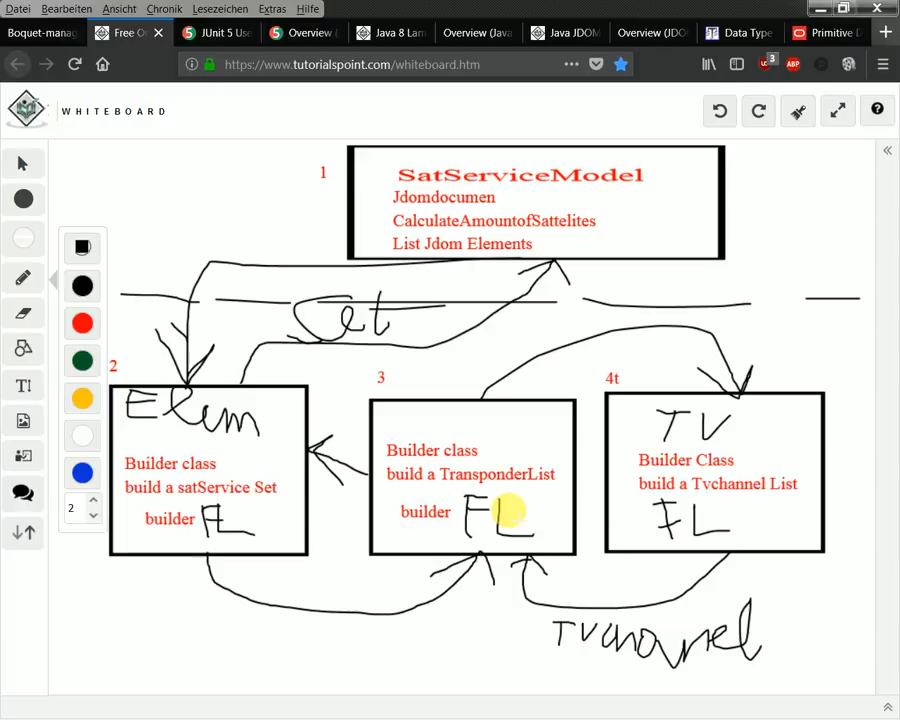 Datei Bearbeiten Ansicht Chronik Lesezeichen Extras Hilfe
Boquet-manag Free O JUnit 5 Use Overview ( Java 8 Lam Overview (Java Java JDOM Overview (JDO Data Type Primitive D
https://www.tutorialspoint.com/whiteboard.htm
3
ABP
WHITEBOARD
1
SatServiceModel
Jdomdocumen
CalculateAmountofSattelites
List Jdom Elements
Set
2
Elem
Builder class
build a satService Set
builder FL
3
Builder class
build a TransponderList
builder FL
4t
TV
Builder Class
build a Tvchannel List
FL
TVchannel
T
2